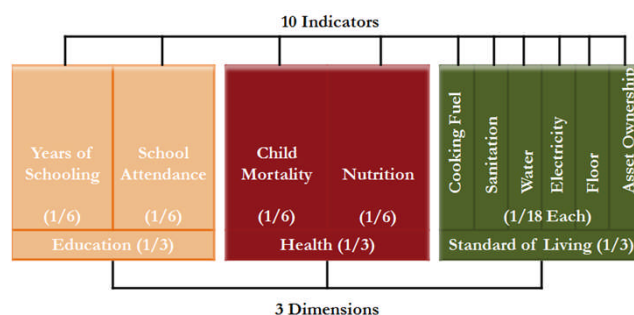 10 Indicators
Years of
Schooling
(1/6)
School
Attendance
(1/6)
Education (1/3)
Child
Mortality
(1/6)
Nutrition
(1/6)
Health (1/3)
Cooking Fuel
Sanitation
Water
Electricity
Floor
Asset Ownership
(1/18 Each)
Standard of Living (1/3)
3 Dimensions